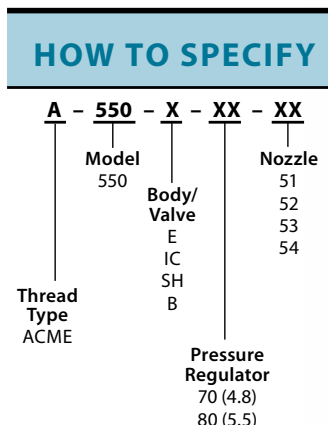 HOW TO SPECIFY
A – 550 – X – XX – XX
Model
550
Nozzle
51
52
53
54
Body/
Valve
E
IC
SH
B
Thread
Type
ACME
Pressure
Regulator
70 (4.8)
80 (5.5)